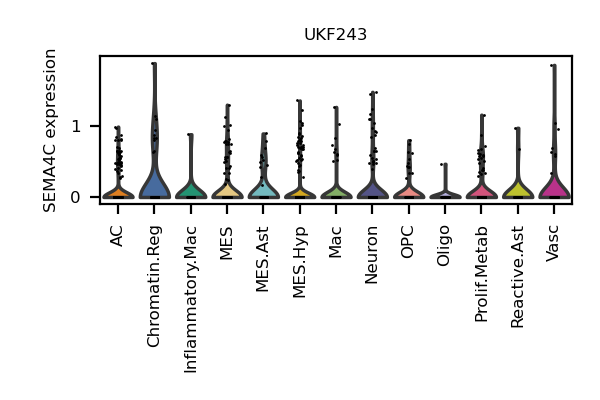 UKF243
SEMA4C expression
1
0
AC
Chromatin.Reg
Inflammatory.Mac
MES
MES.Ast
MES.Hyp
Mac
Neuron
OPC
Oligo
Prolif.Metab
Reactive.Ast
Vasc